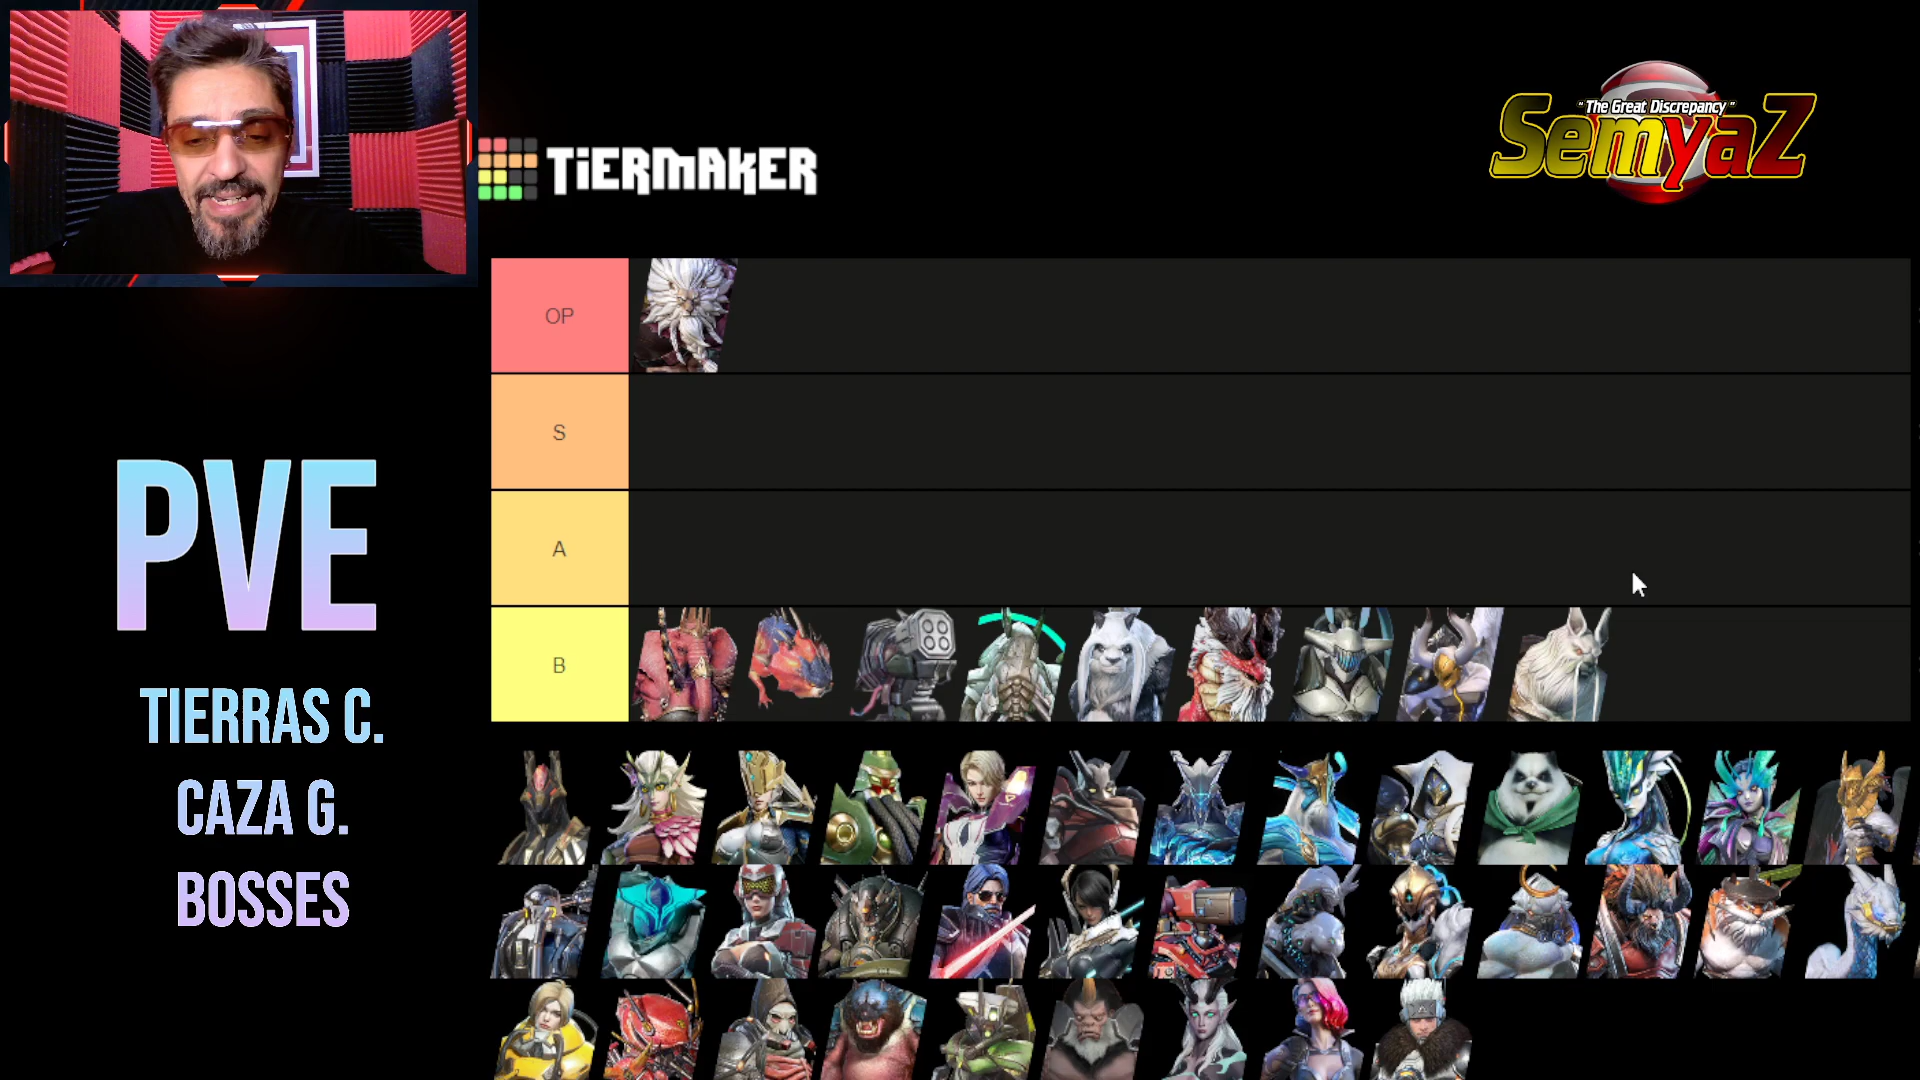 TiERMAKER
"The Great Discrepancy"
SemyaZ
OP
S
A
B
PVE
TIERRAS C.
CAZA G.
BOSSES